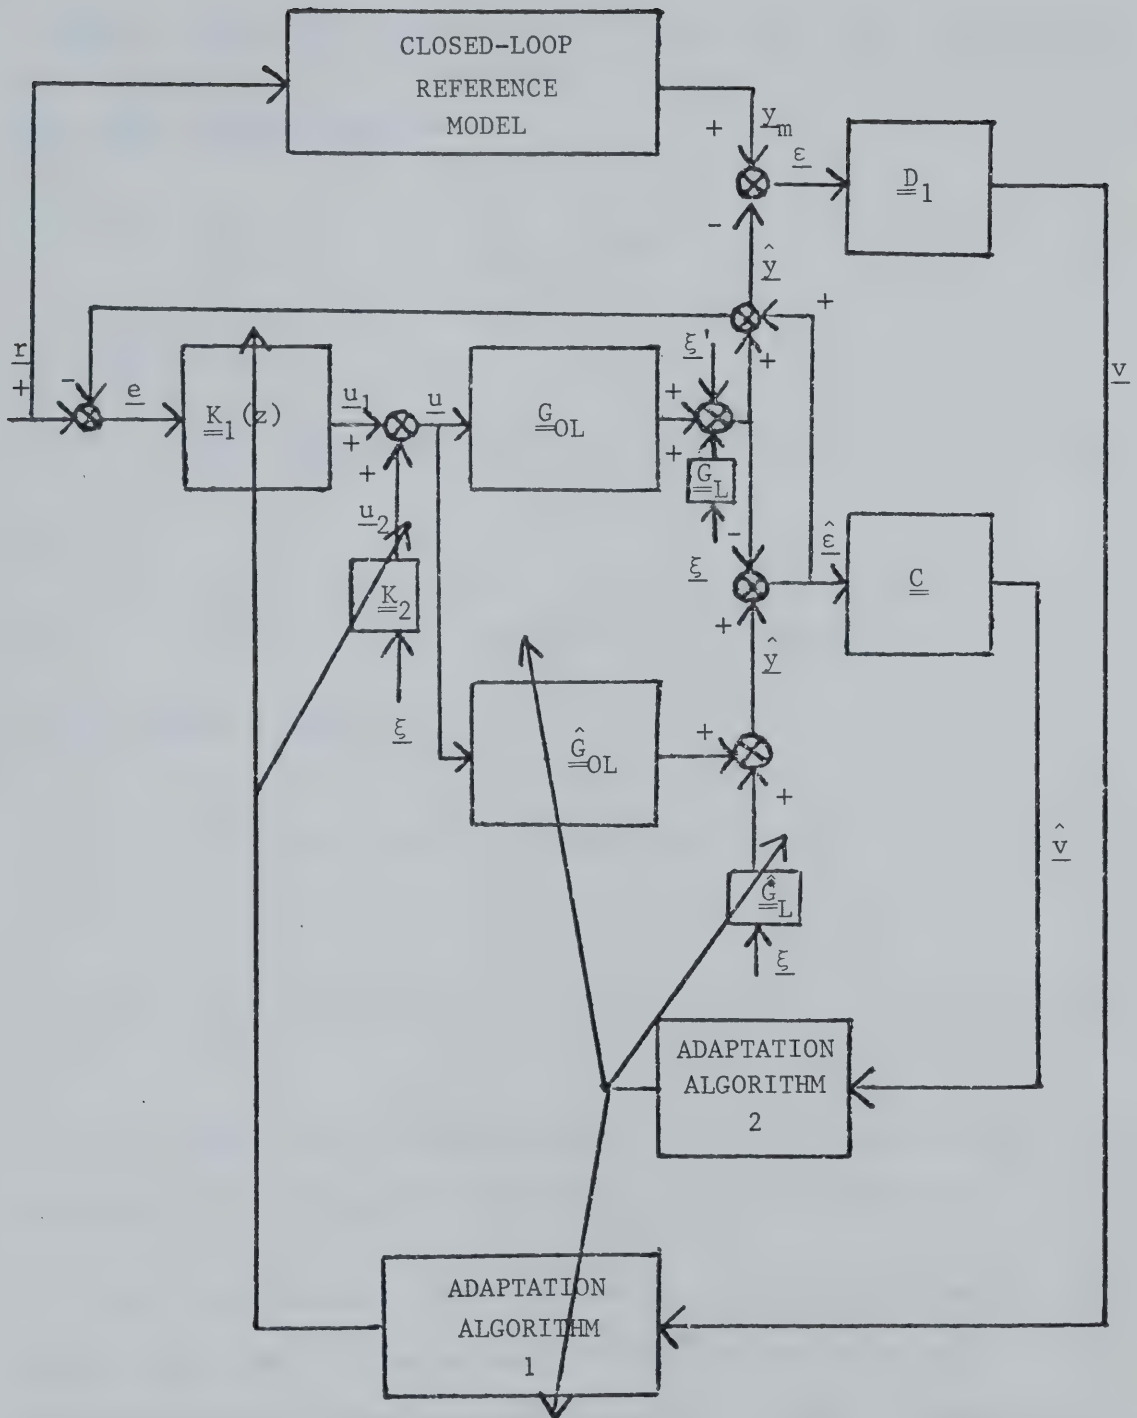 CLOSED-LOOP
REFERENCE
MODEL
+
y_m
ε
D_1
-
ŷ
+
r
+
-
e
K_1(z)
u_1
+
+
u
G_OL
ξ'
+
+
+
v
G_L
u_2
ξ
-
ε̂
C
K_2
+
ŷ
ξ
Ĝ_OL
+
+
v̂
Ĝ_L
ξ
ADAPTATION
ALGORITHM
2
ADAPTATION
ALGORITHM
1